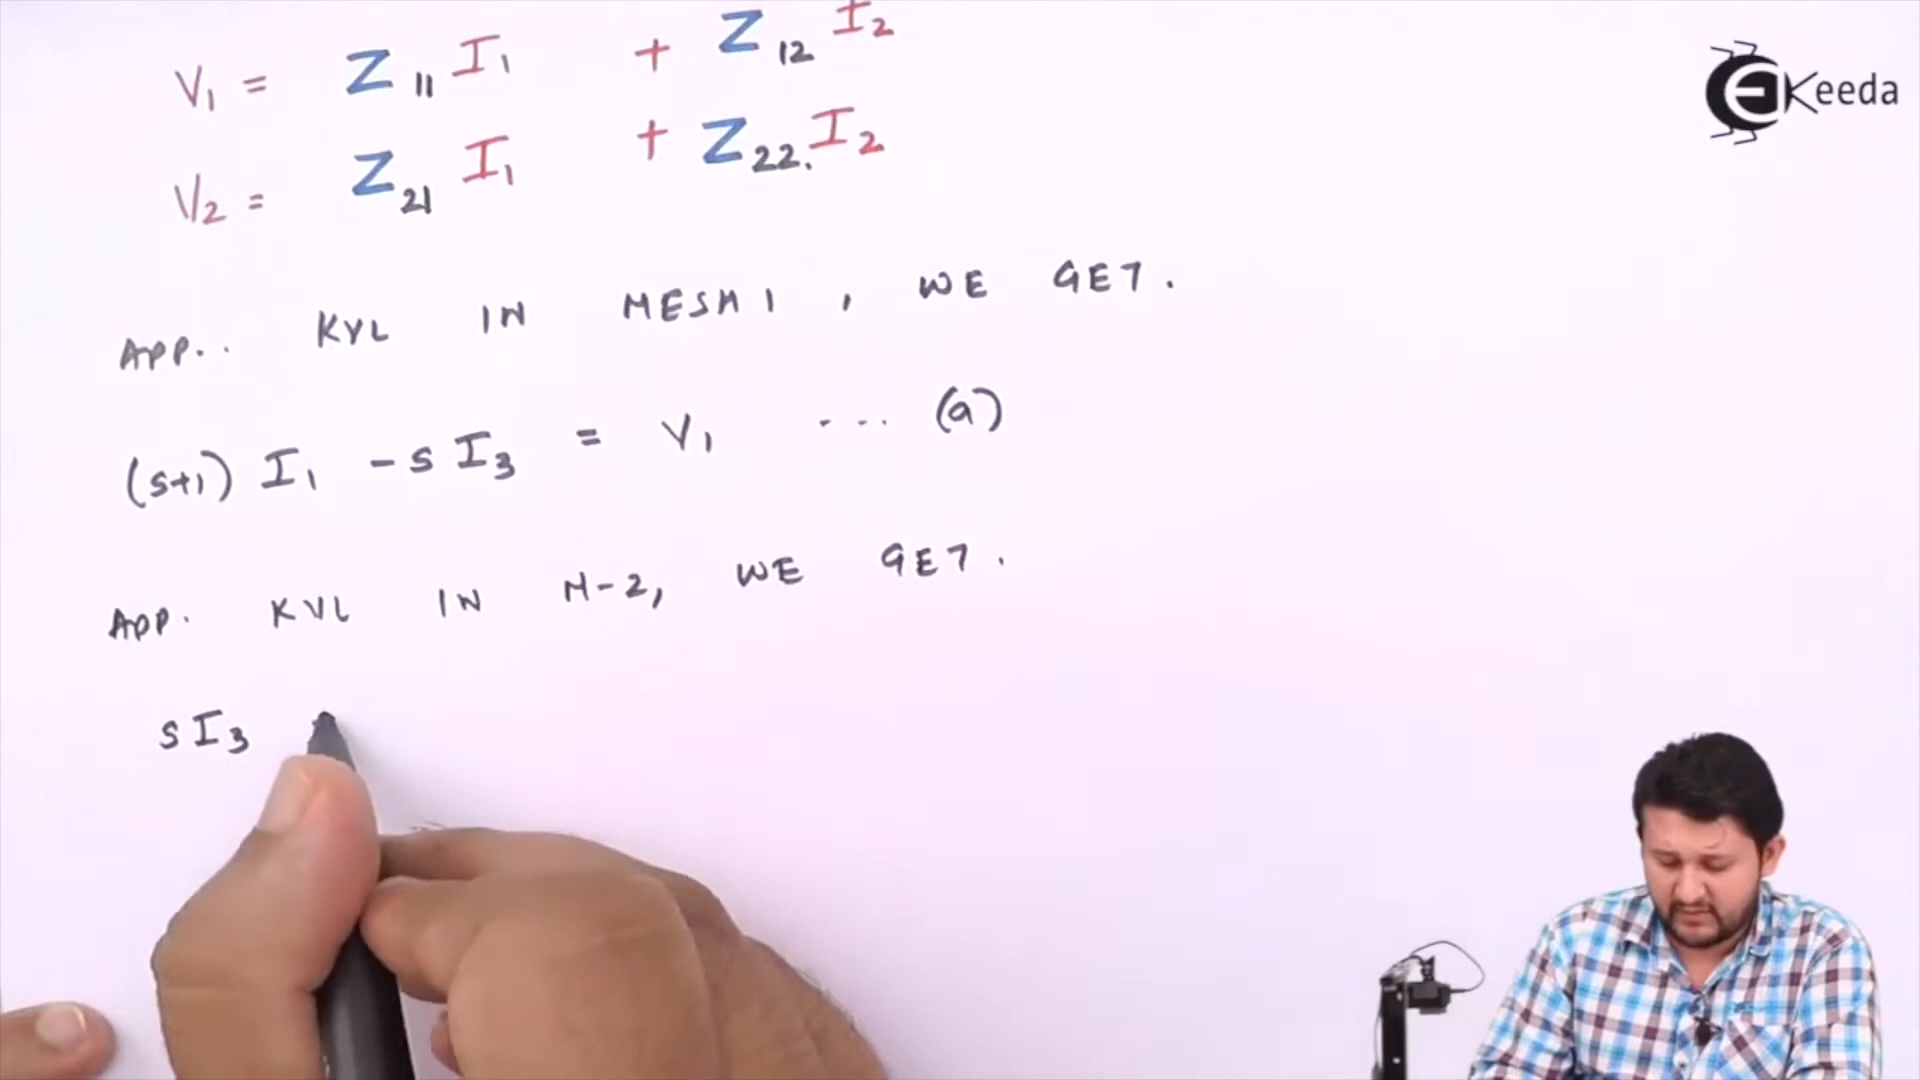 V1 = Z11 I1 + Z12 I2
V2 = Z21 I1 + Z22. I2
APP.. KVL IN MESH 1, WE GET.
(s+1) I1 - s I3 = V1 ... (a)
APP. KVL IN M-2, WE GET.
s I3
EKeeda